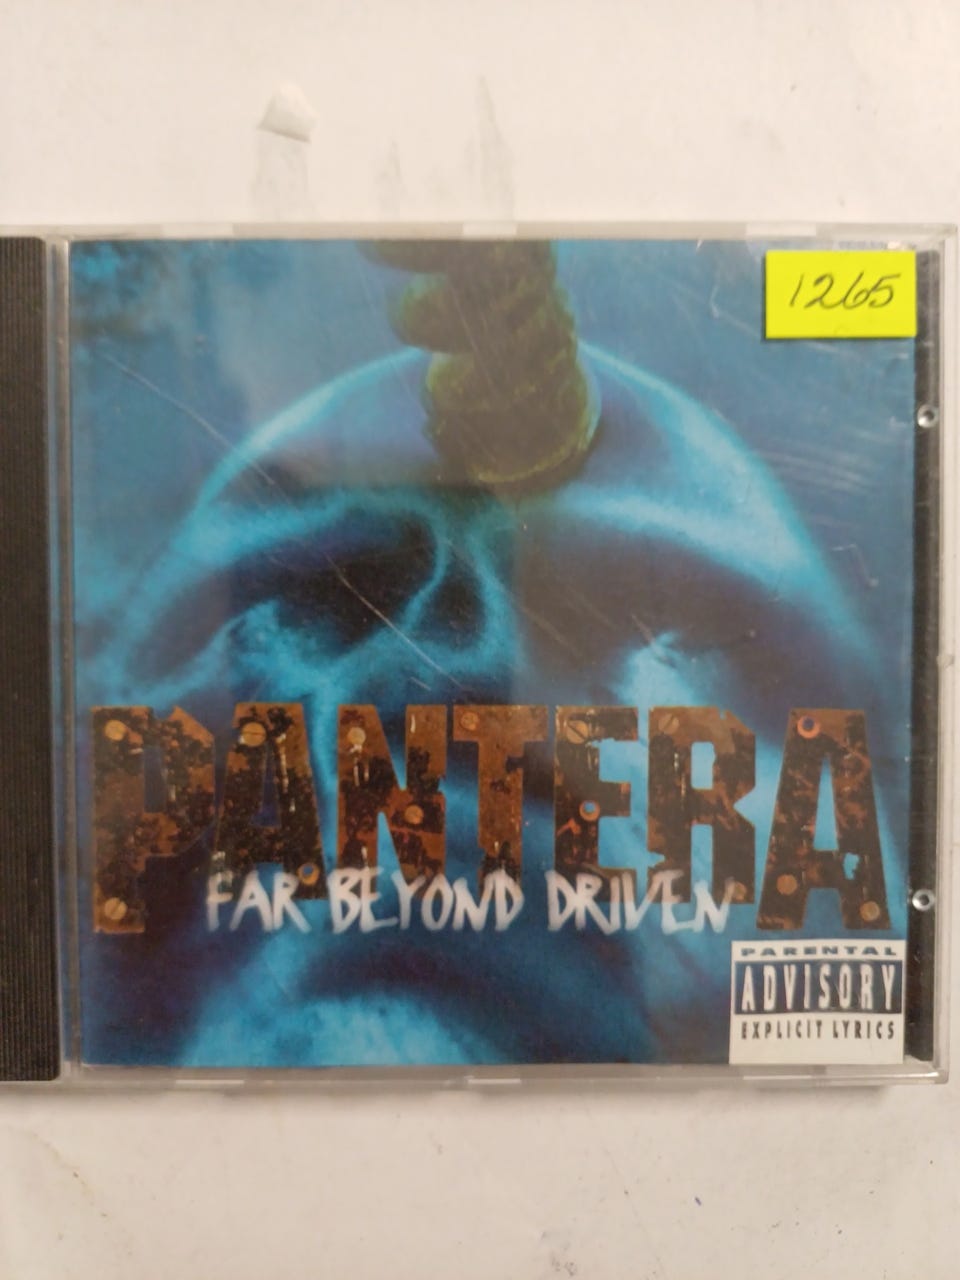 1265
PANTERA
FAR BEYOND DRIVEN
PARENTAL
ADVISORY
EXPLICIT LYRICS